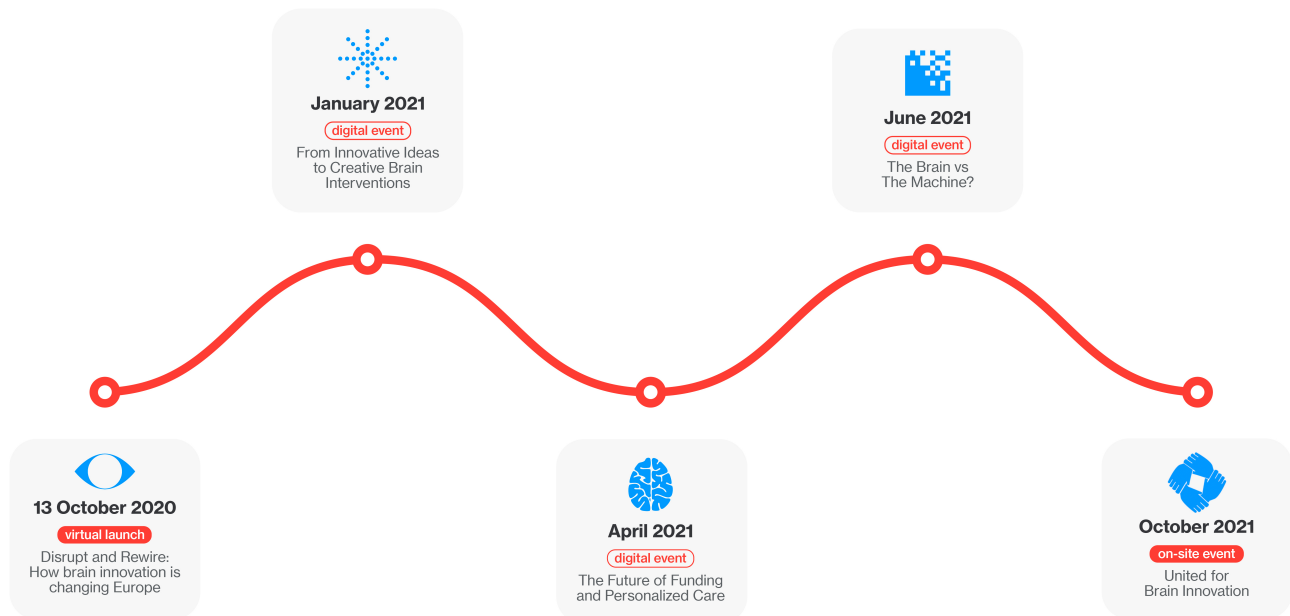 January 2021
digital event
From Innovative Ideas
to Creative Brain
Interventions
June 2021
digital event
The Brain vs
The Machine?
13 October 2020
virtual launch
Disrupt and Rewire:
How brain innovation is
changing Europe
April 2021
digital event
The Future of Funding
and Personalized Care
October 2021
on-site event
United for
Brain Innovation